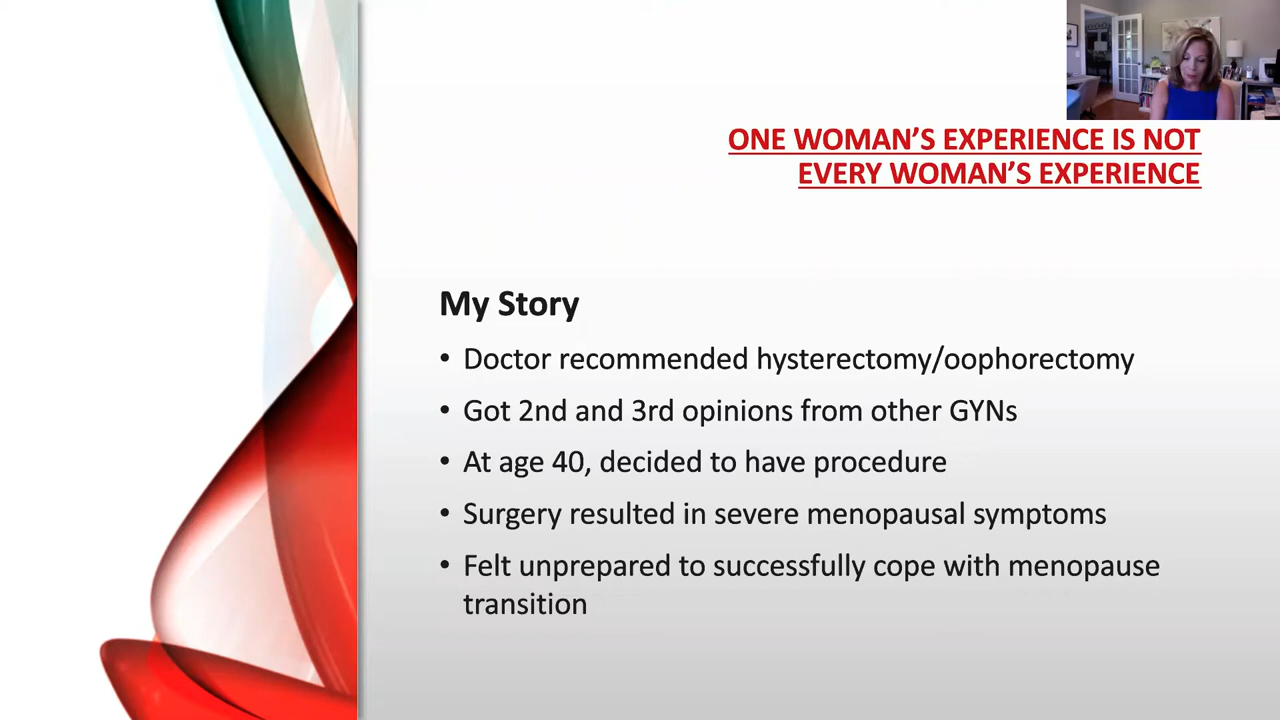 ONE WOMAN’S EXPERIENCE IS NOT
EVERY WOMAN’S EXPERIENCE
My Story
• Doctor recommended hysterectomy/oophorectomy
• Got 2nd and 3rd opinions from other GYNs
• At age 40, decided to have procedure
• Surgery resulted in severe menopausal symptoms
• Felt unprepared to successfully cope with menopause
transition